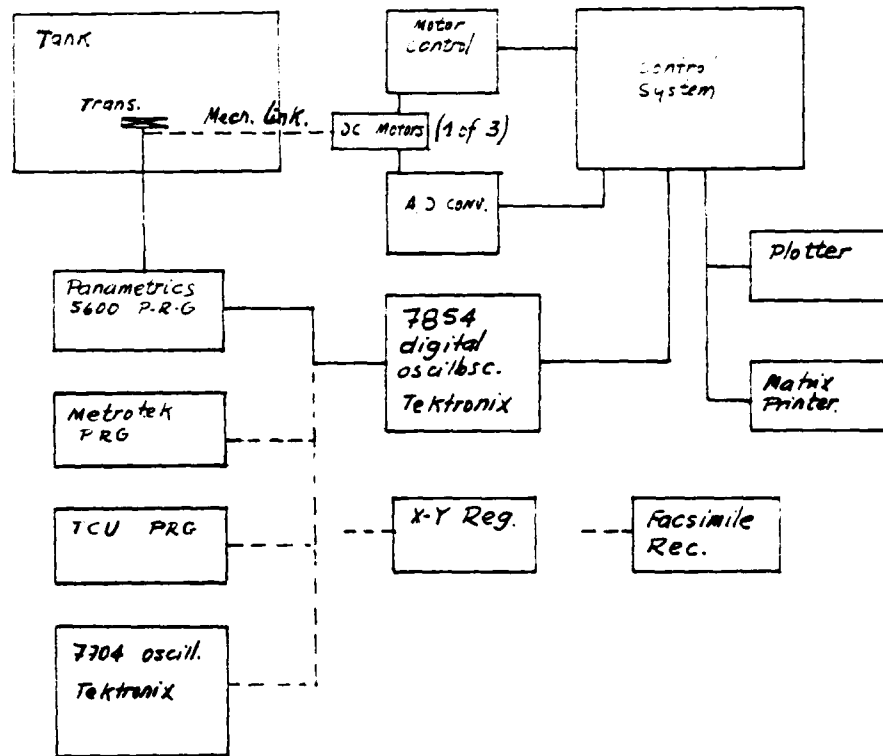 Tank
Trans.
Mech. link.
Motor
Control
DC Motors (1 of 3)
A D CONV.
Control
System
Plotter
Matrix
Printer.
Panametrics
5600 P-R-G
7854
digital
oscillosc.
Tektronix
Metrotek
PRG
TCU PRG
X-Y Reg.
Facsimile
Rec.
7704 oscill.
Tektronix